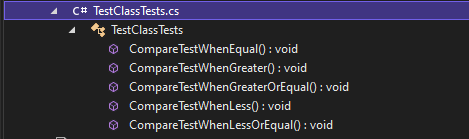 C# TestClassTests.cs
TestClassTests
CompareTestWhenEqual() : void
CompareTestWhenGreater() : void
CompareTestWhenGreaterOrEqual() : void
CompareTestWhenLess() : void
CompareTestWhenLessOrEqual() : void